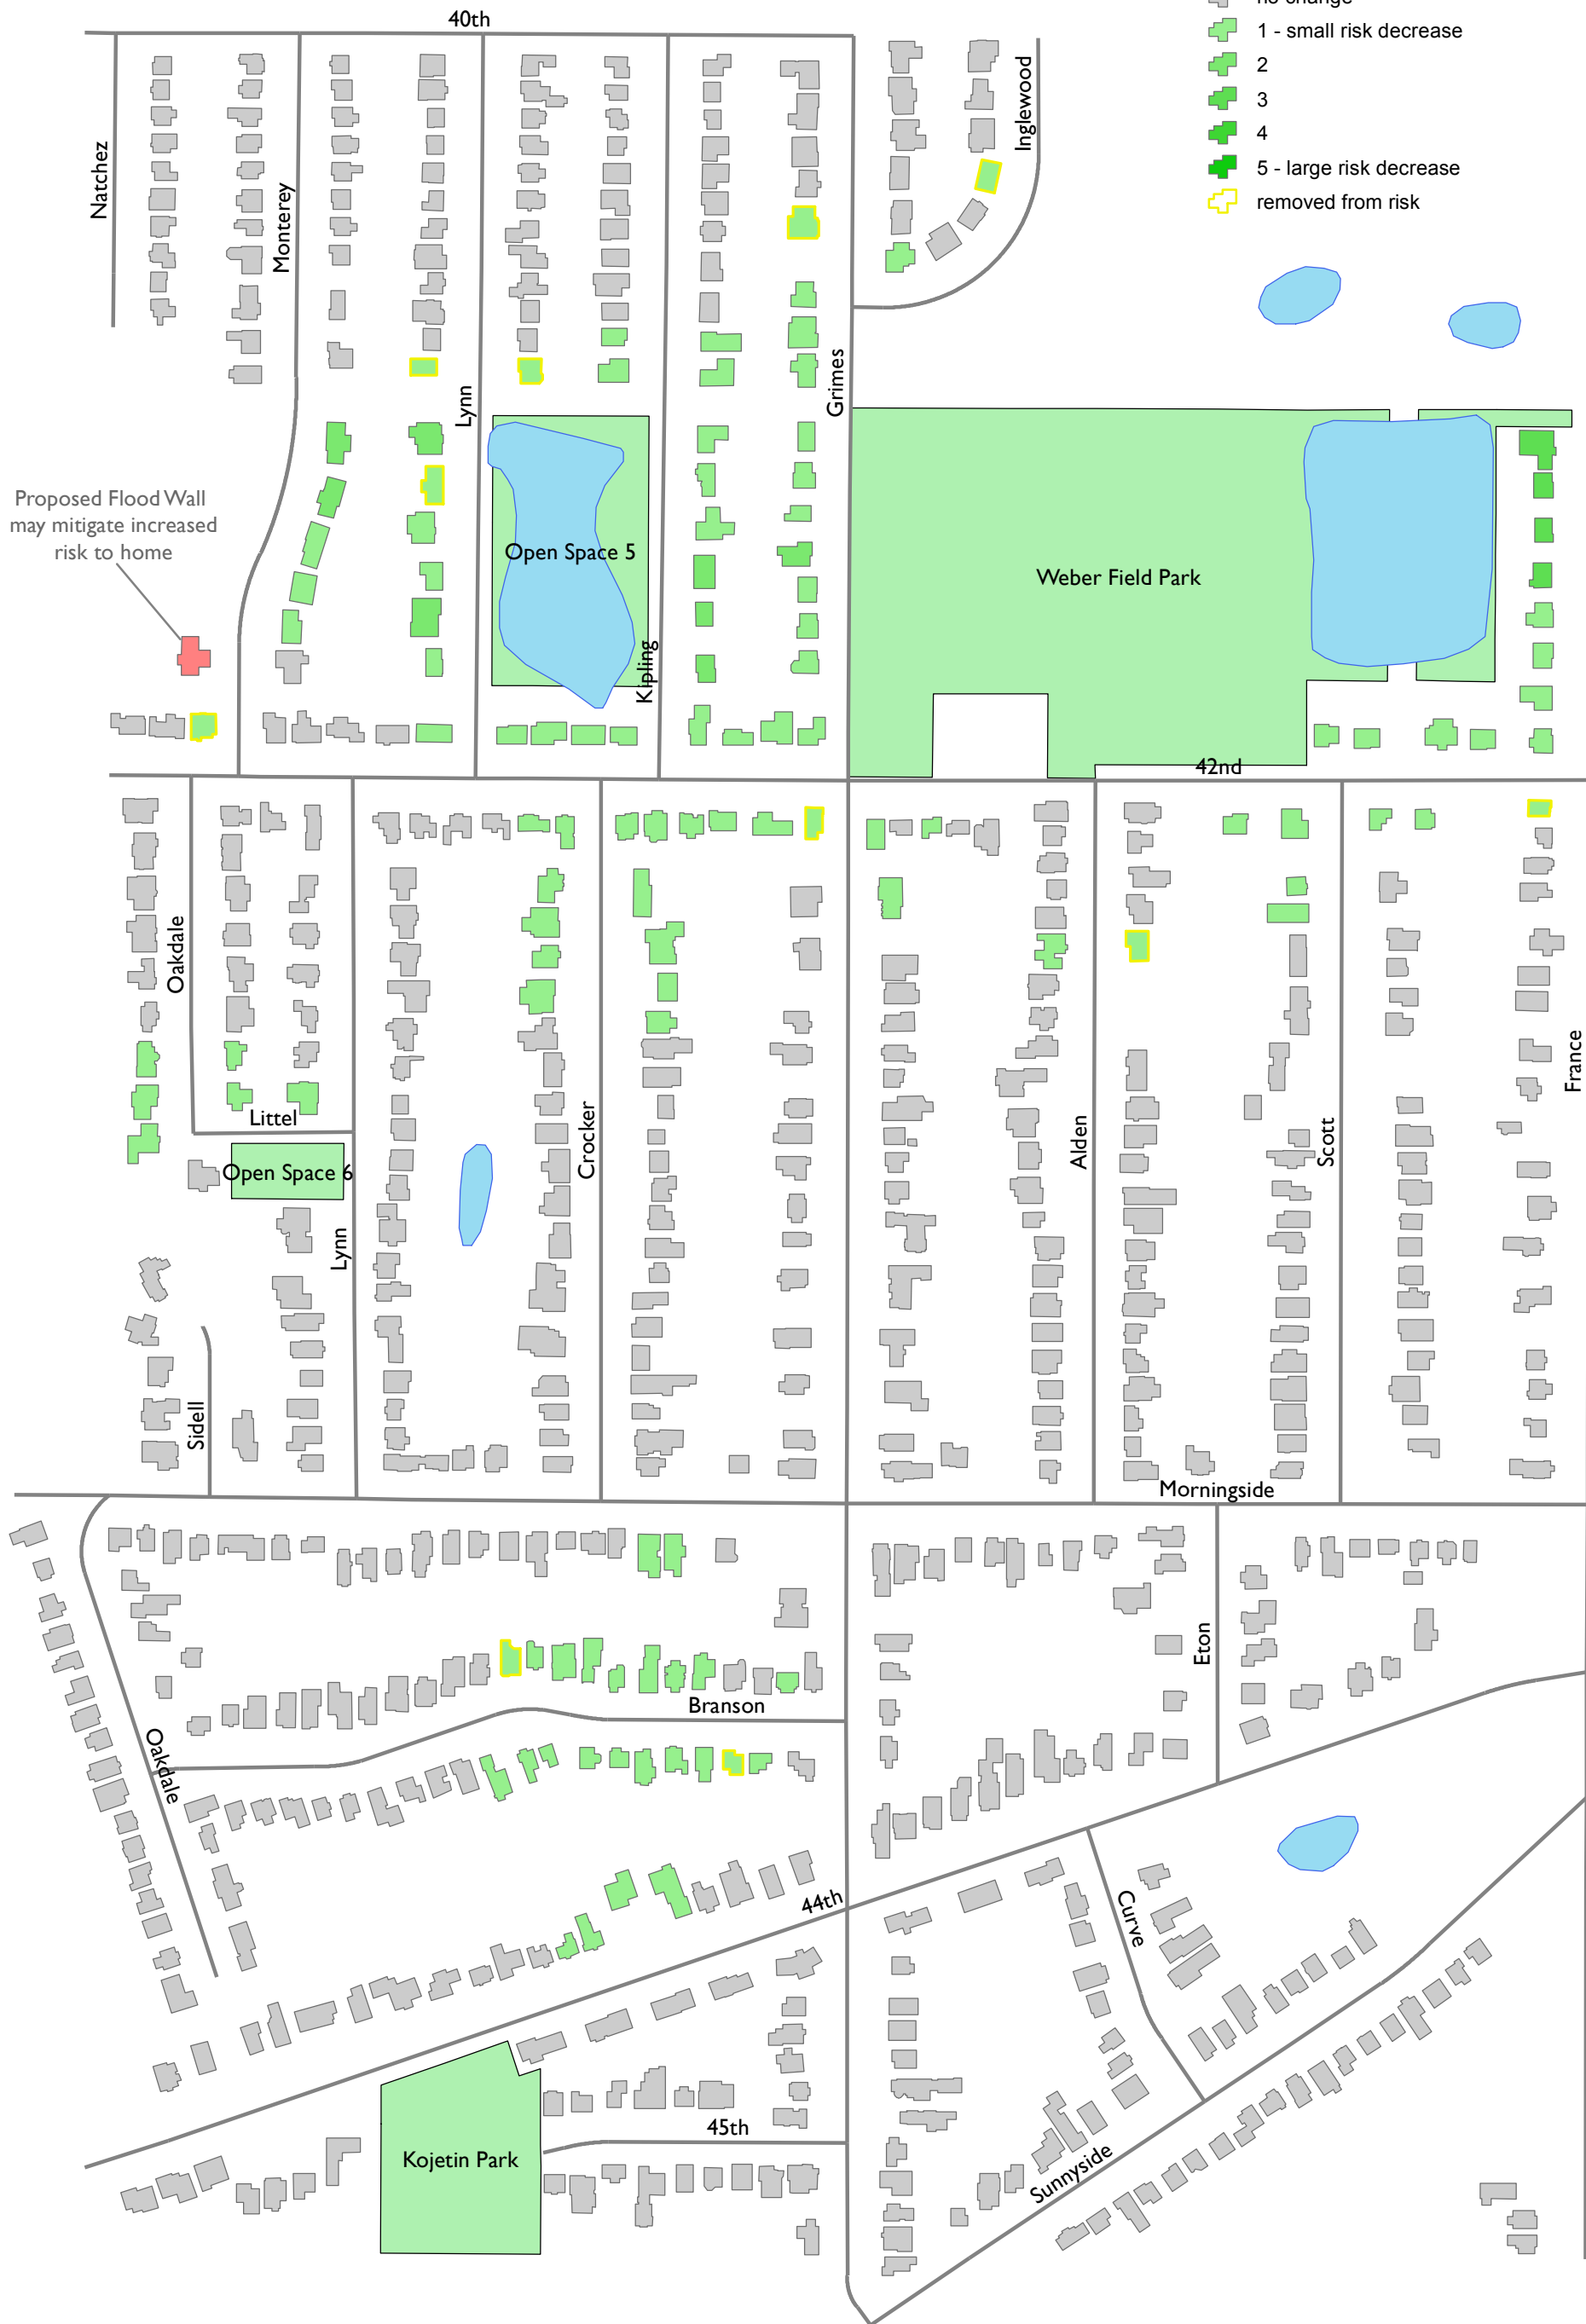 no change
40th
1 - small risk decrease
2
3
4
5 - large risk decrease
removed from risk
Inglewood
Natchez
Monterey
Lynn
Grimes
Proposed Flood Wall
may mitigate increased
risk to home
Open Space 5
Weber Field Park
Kipling
42nd
Oakdale
France
Littel
Crocker
Alden
Scott
Open Space 6
Lynn
Sidell
Morningside
Eton
Branson
Oakdale
44th
Curve
45th
Kojetin Park
Sunnyside